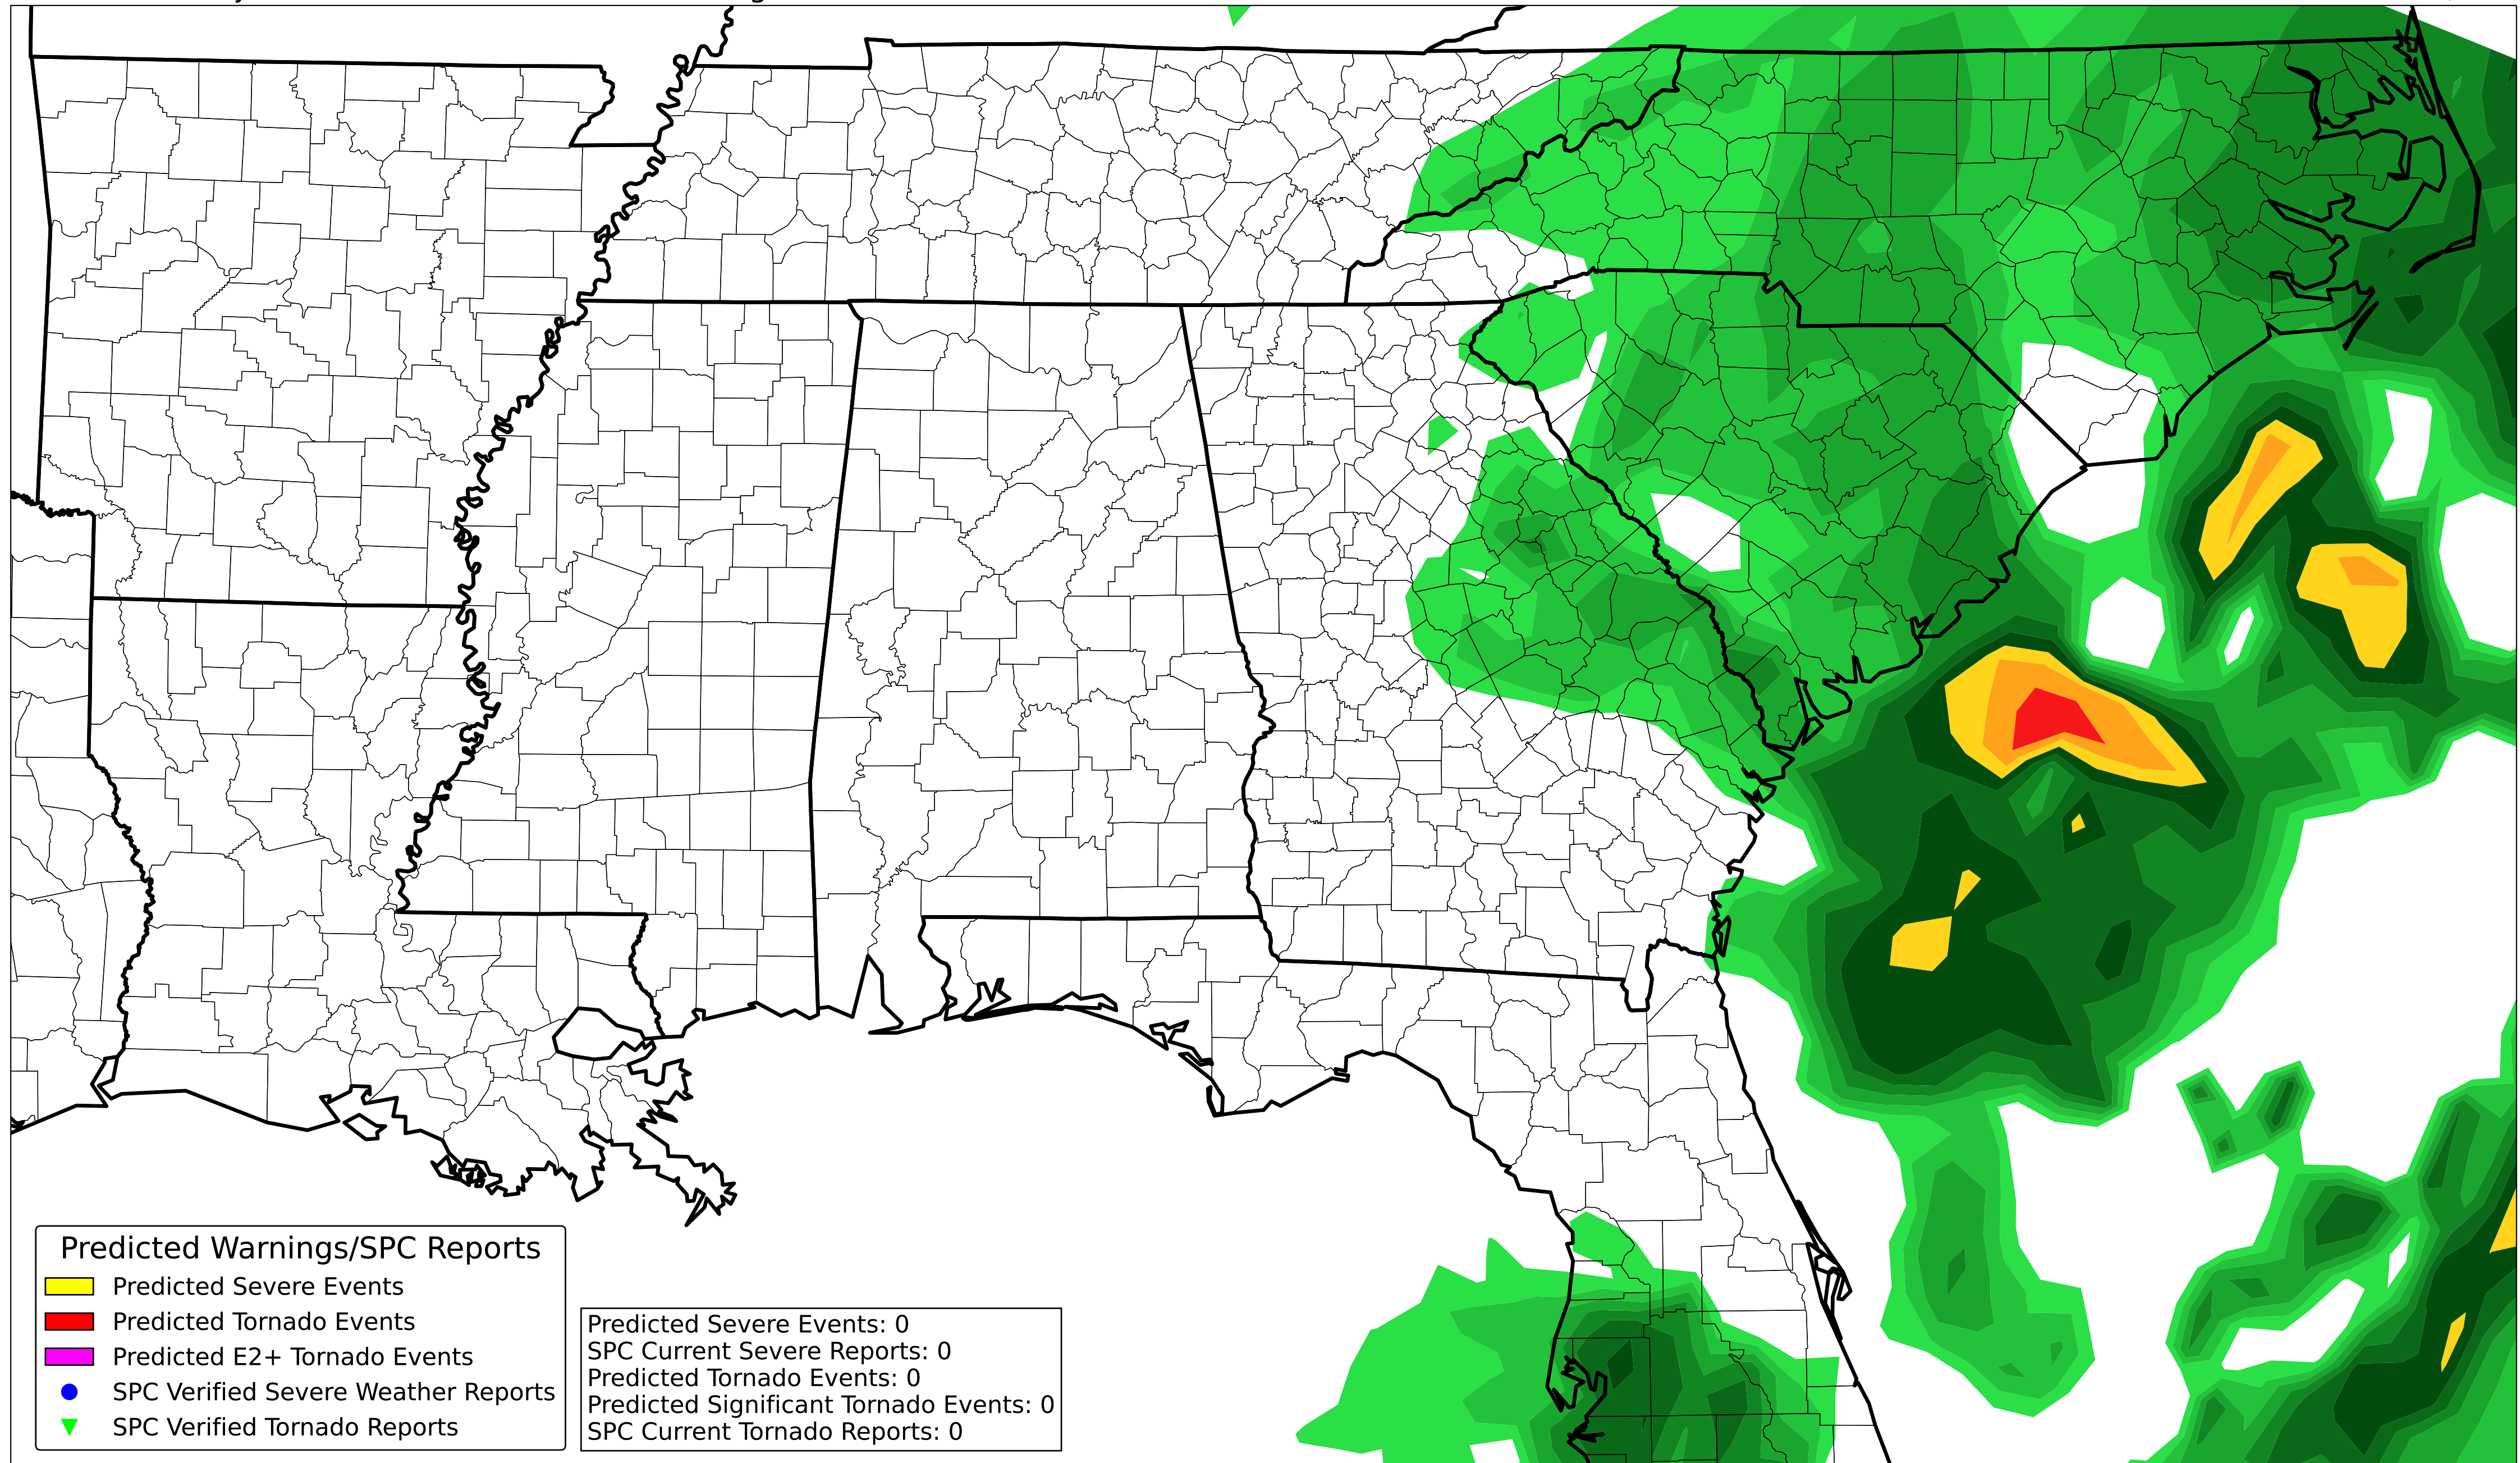 Predicted Warnings/SPC Reports
Predicted Severe Events
Predicted Tornado Events
Predicted E2+ Tornado Events
SPC Verified Severe Weather Reports
SPC Verified Tornado Reports
Predicted Severe Events: 0
SPC Current Severe Reports: 0
Predicted Tornado Events: 0
Predicted Significant Tornado Events: 0
SPC Current Tornado Reports: 0